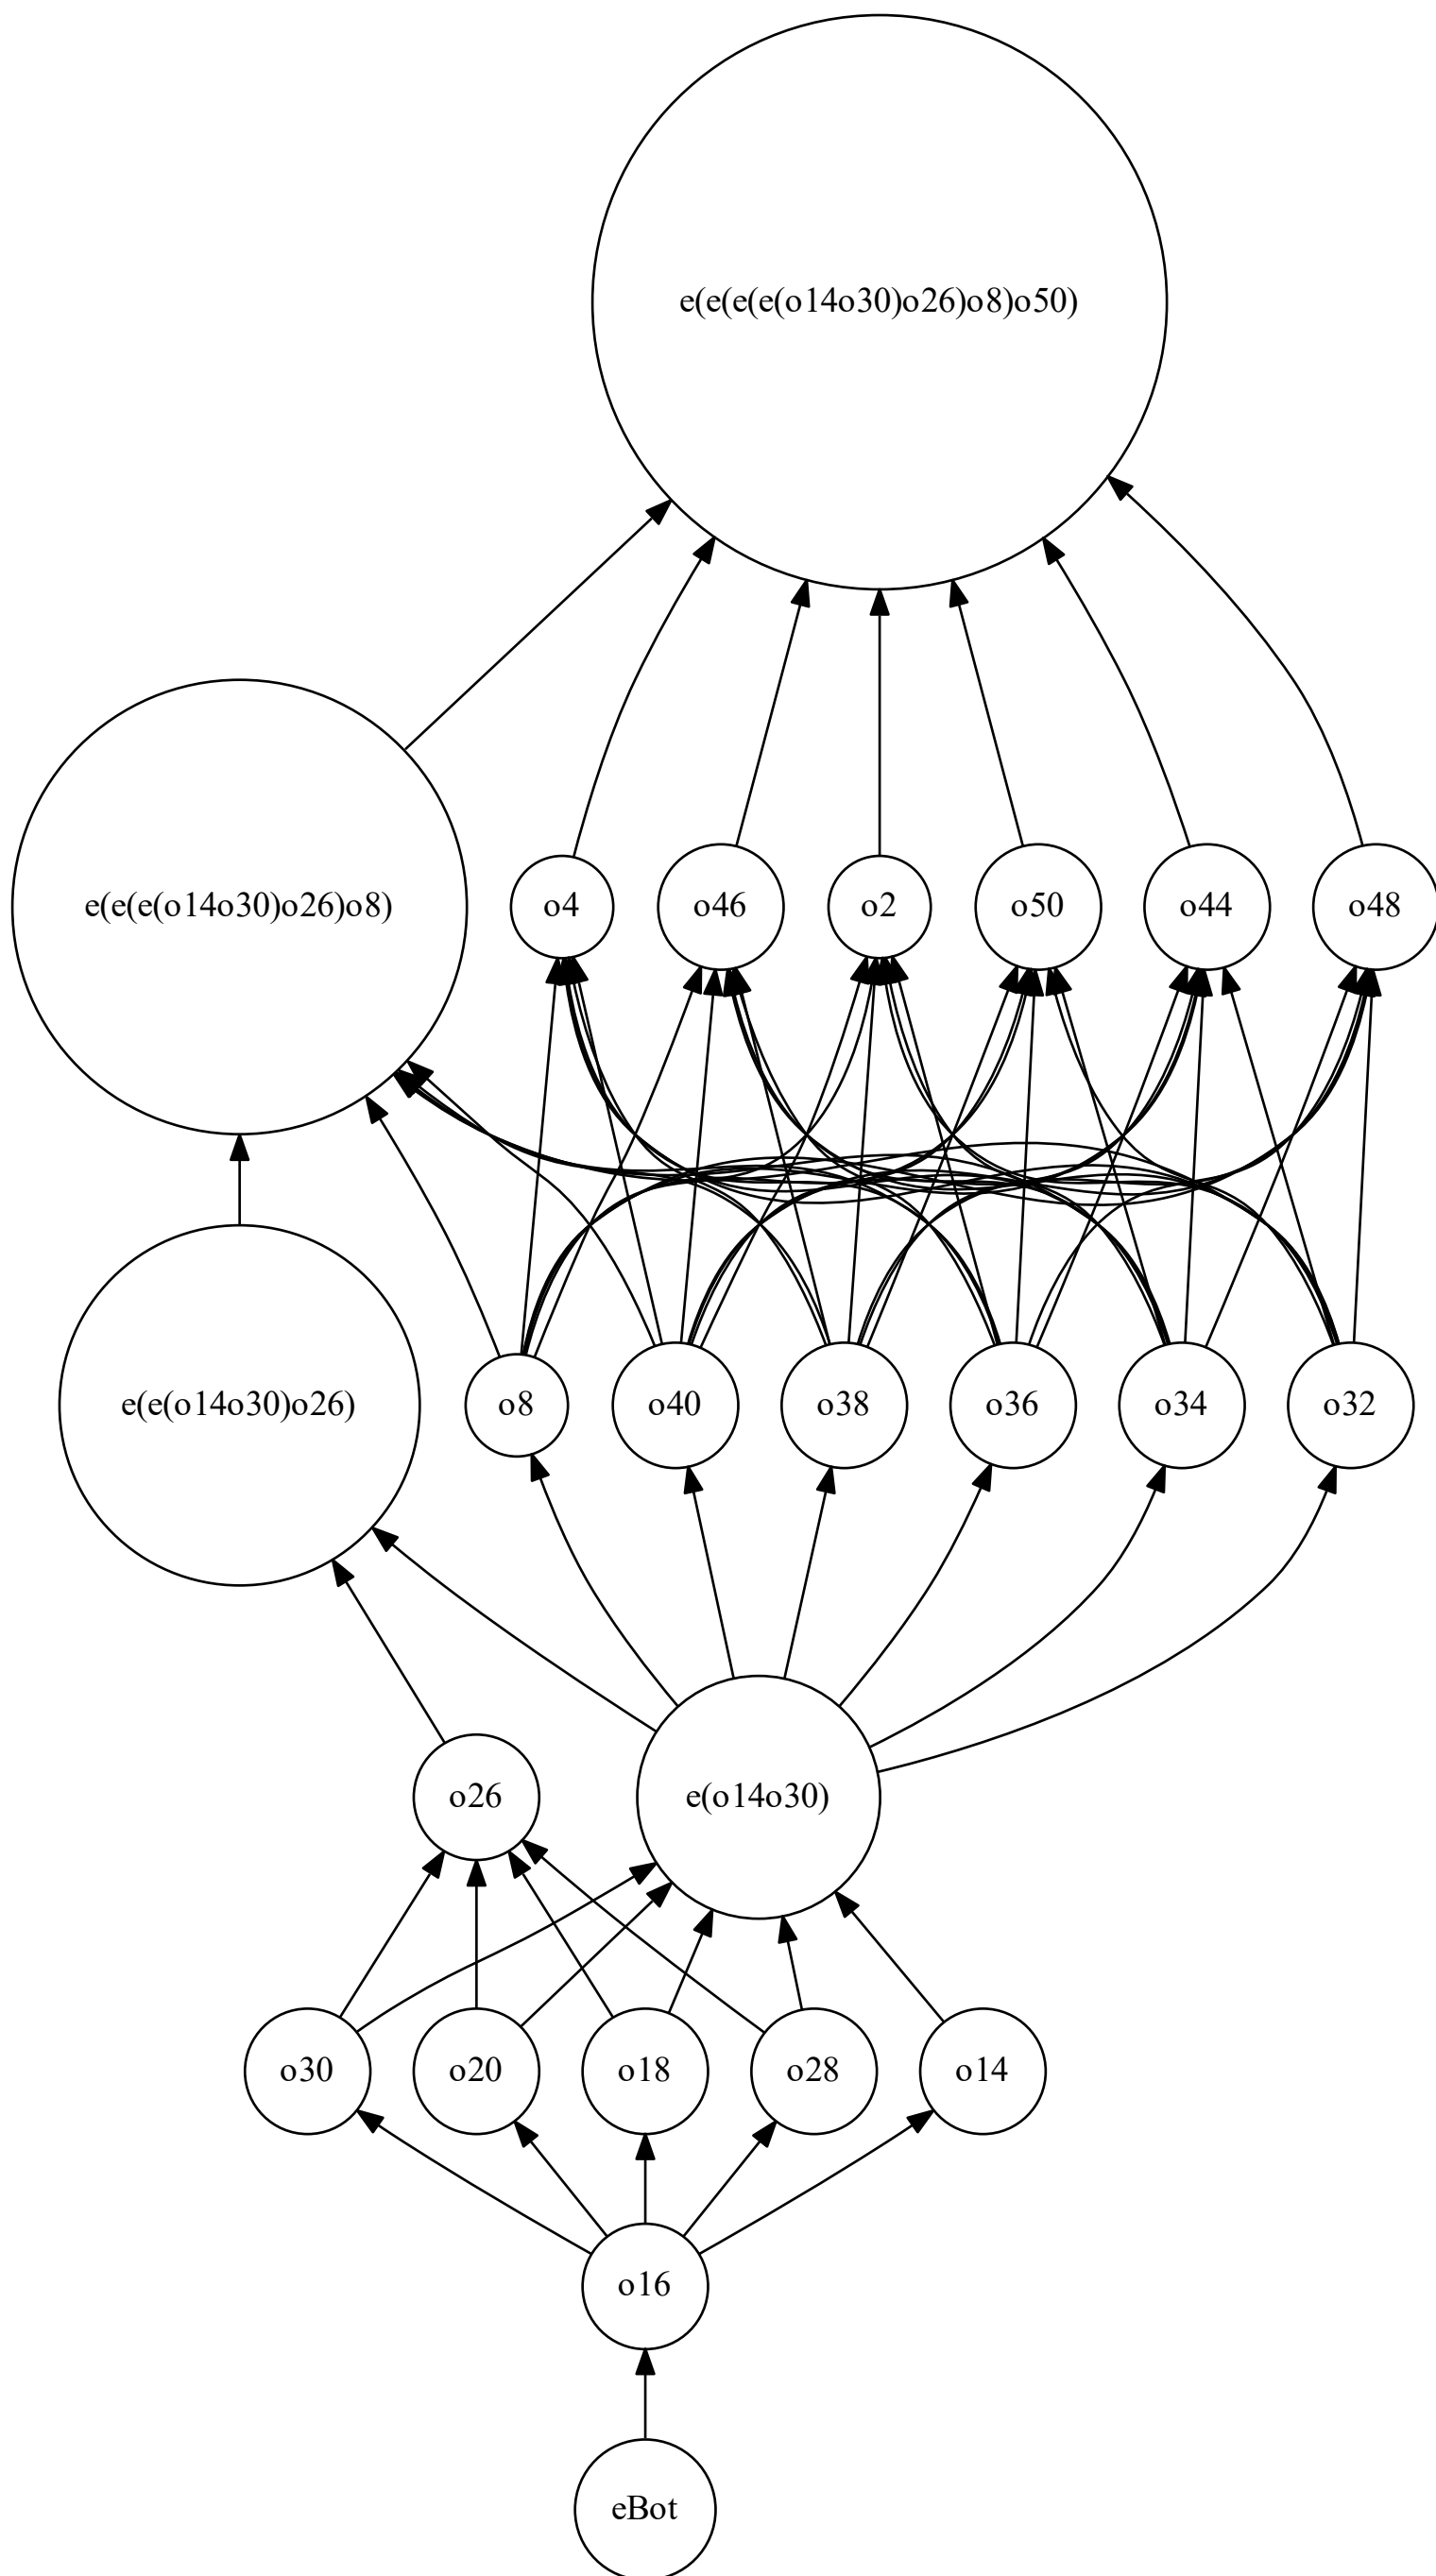 e(e(e(e(o14o30)o26)o8)o50)
e(e(e(o14o30)o26)o8)
o4
o46
o2
o50
o44
o48
e(e(o14o30)o26)
o8
o40
o38
o36
o34
o32
o26
e(o14o30)
o30
o20
o18
o28
o14
o16
eBot